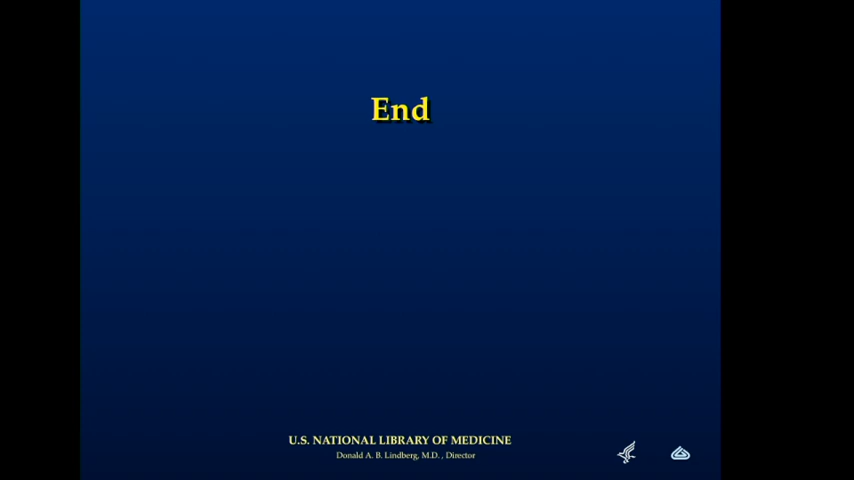 End
U.S. NATIONAL LIBRARY OF MEDICINE
Donald A. B. Lindberg, M.D. , Director